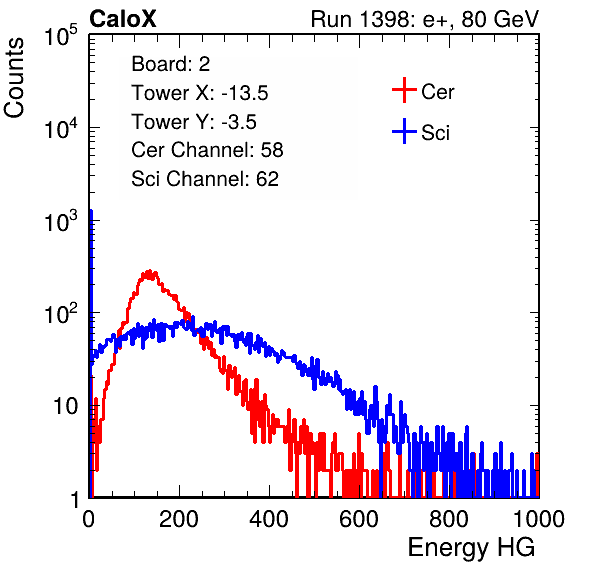 CaloX Run 1398: e+, 80 GeV
Counts
Board: 2
Tower X: -13.5
Tower Y: -3.5
Cer Channel: 58
Sci Channel: 62
Cer
Sci
10^5
10^4
10^3
10^2
10
1
0 200 400 600 800 1000
Energy HG